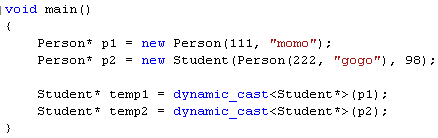 void main()
{
    Person* p1 = new Person(111, "momo");
    Person* p2 = new Student(Person(222, "gogo"), 98);

    Student* temp1 = dynamic_cast<Student*>(p1);
    Student* temp2 = dynamic_cast<Student*>(p2);
}